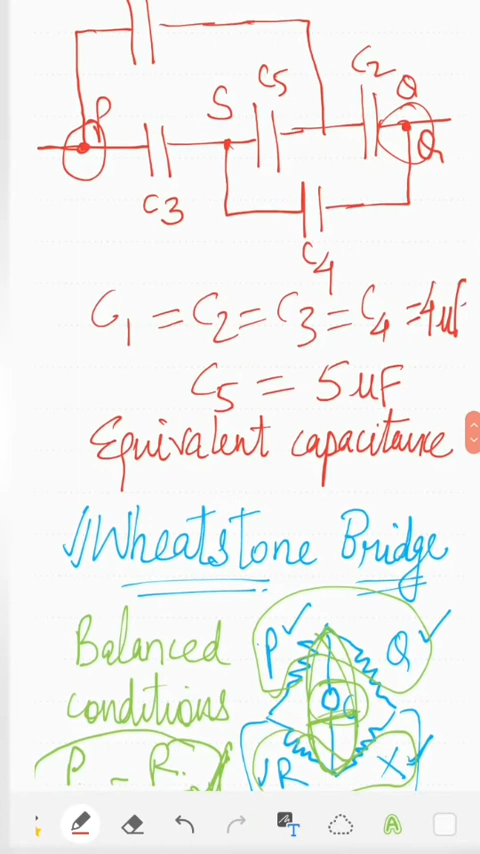 P
S
C5
C2
Q
Q
C3
C4
C1 = C2 = C3 = C4 = 4uF
C5 = 5uF
Equivalent capacitance
Wheatstone Bridge
Balanced
conditions
P Q
P = R
R X
T
A